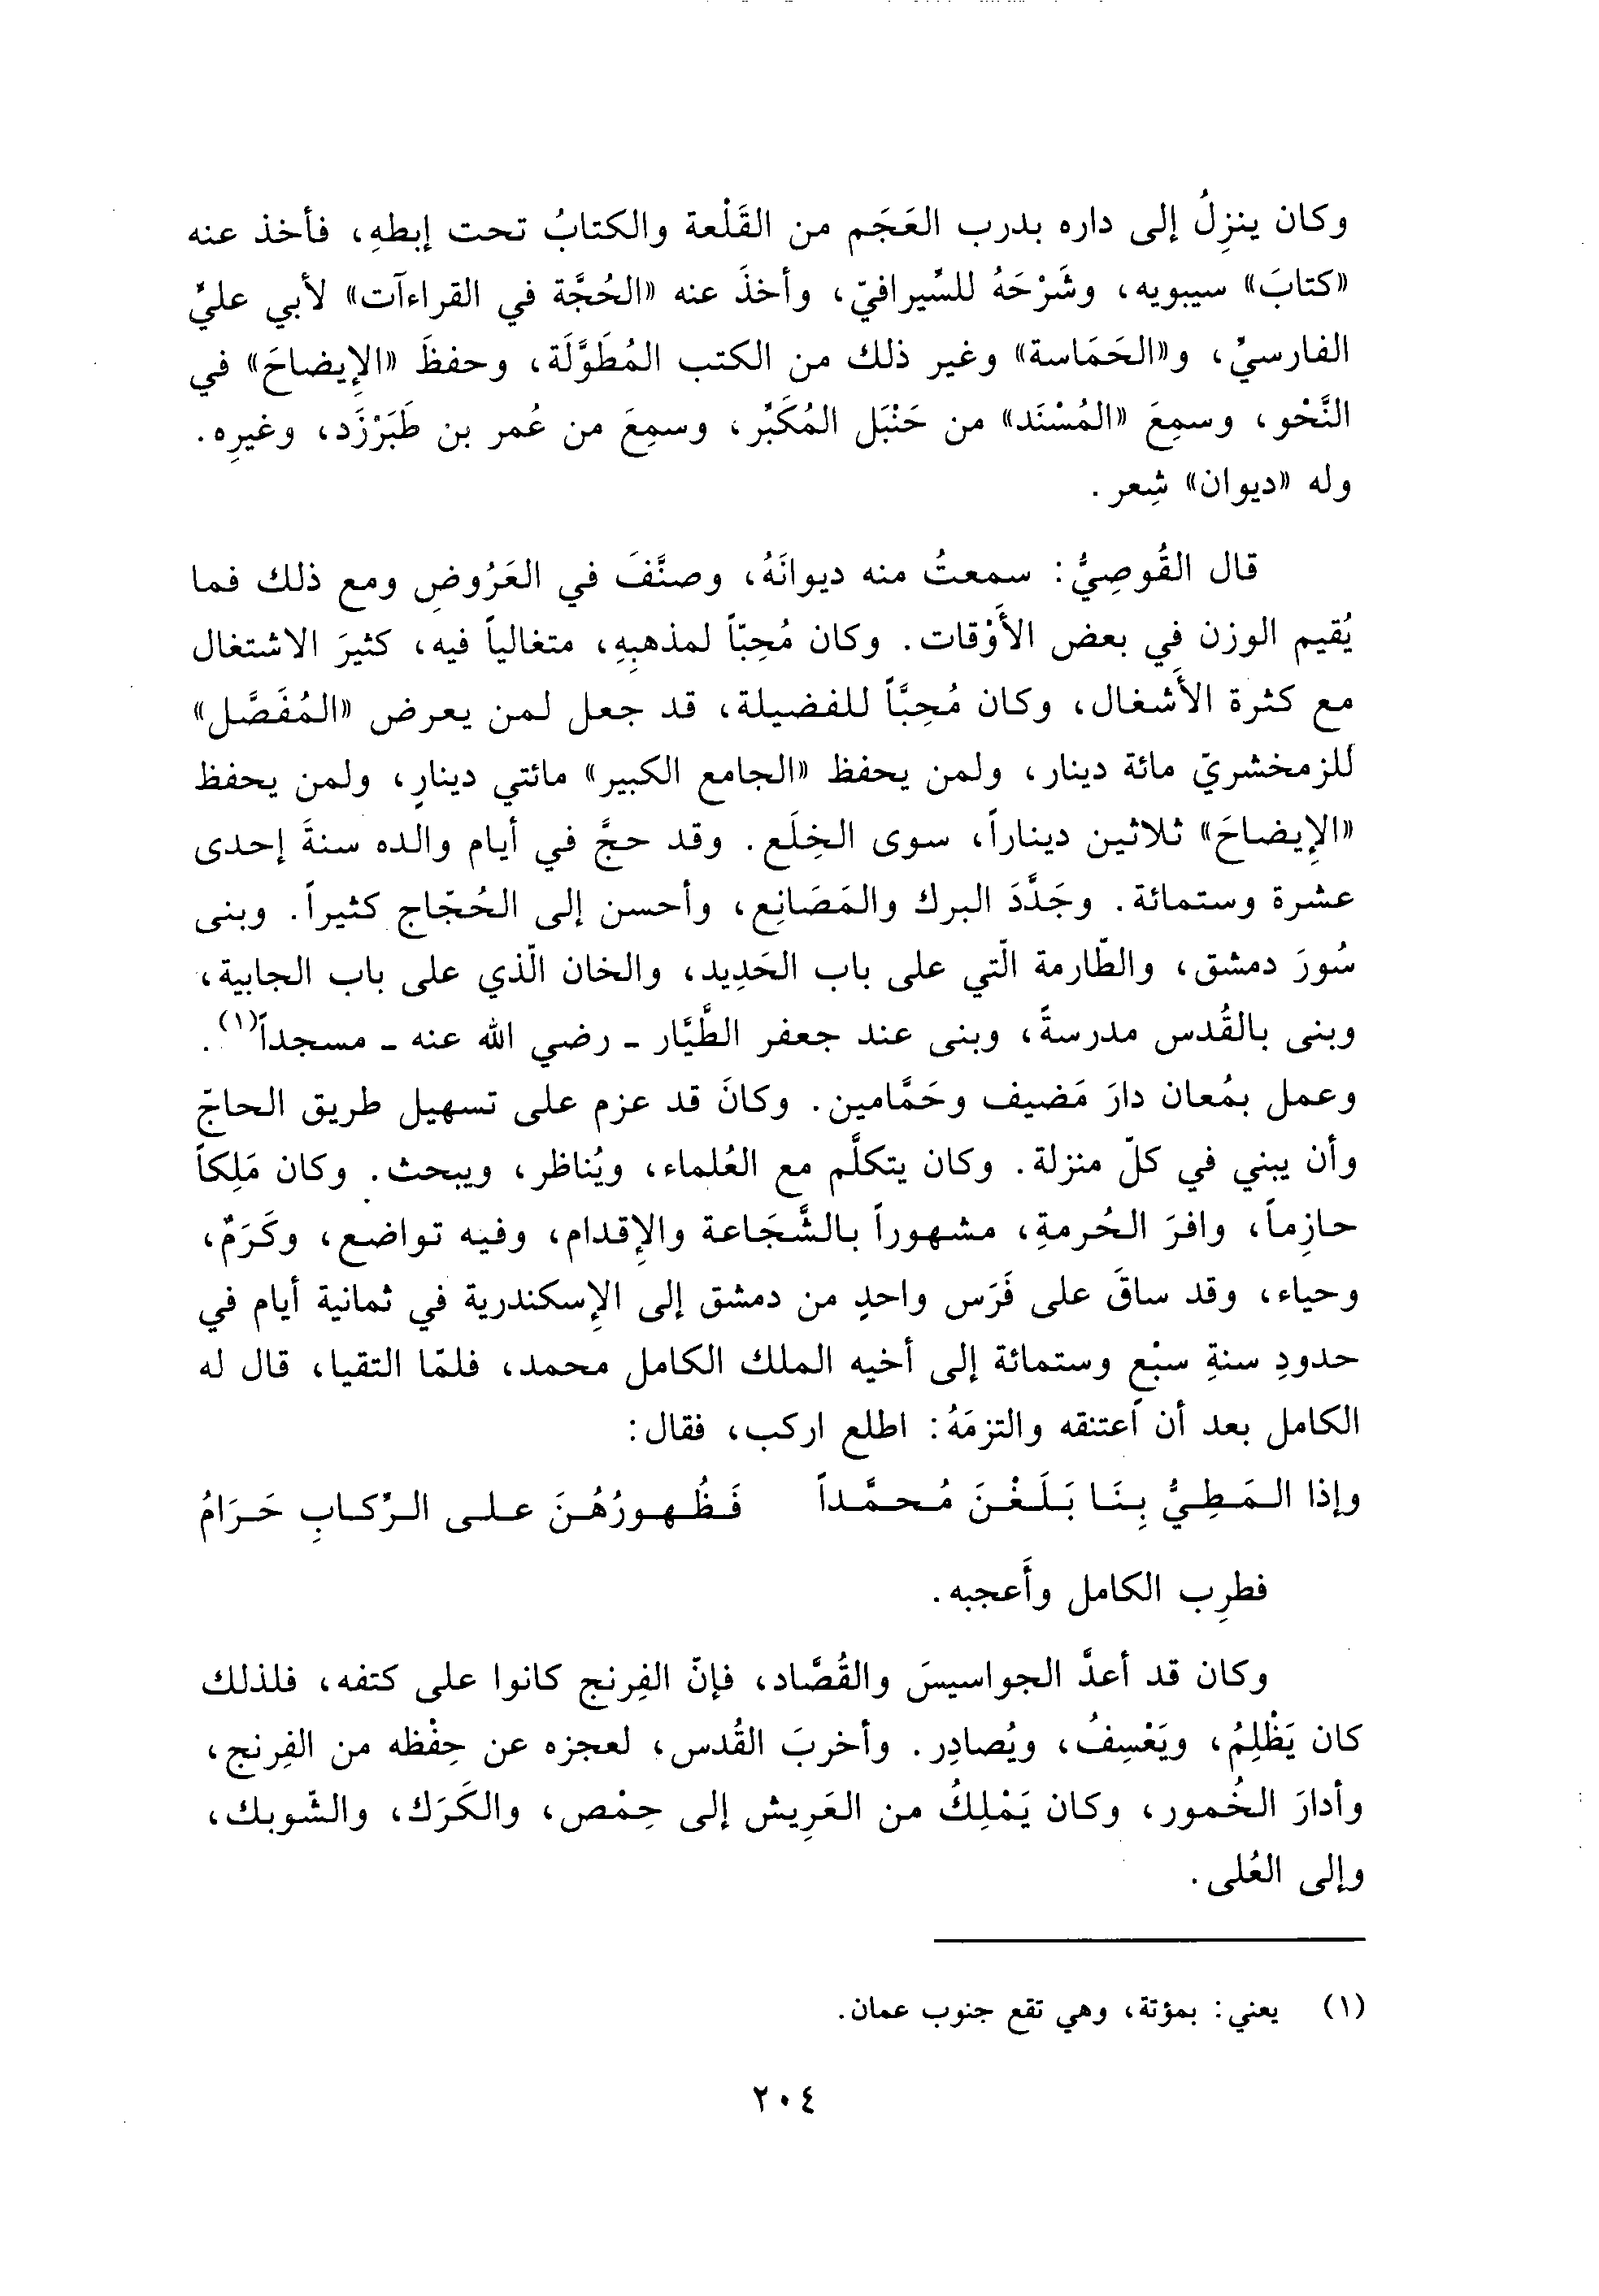 وكان ينزِلُ إلى داره بدرب العَجَم من القَلْعة والكتابُ تحت إبطهِ، فأخذ عنه
«كتابَ» سيبويه، وشَرْحَهُ للسِّيرافيّ، وأخذَ عنه «الحُجَّة في القراءآت» لأبي عليٍّ
الفارسيِّ، و«الحَمَاسة» وغير ذلك من الكتب المُطَوَّلَة، وحفظَ «الإِيضاحَ» في
النَّحْو، وسمِعَ «المُسْنَد» من حَنْبَل المُكَبِّر، وسمِعَ من عُمر بن طَبَرْزَد، وغيرِه.
وله «ديوان» شِعر.
قال القُوصِيُّ: سمعتُ منه ديوانَهُ، وصنَّفَ في العَرُوضِ ومع ذلك فما
يُقيم الوزن في بعض الأَوْقات. وكان مُحِبّاً لمذهبِهِ، متغالياً فيه، كثيرَ الاشتغال
مع كثرة الأَشغال، وكان مُحِبَّاً للفضيلة، قد جعل لمن يعرض «المُفَصَّل»
للزمخشريّ مائة دينار، ولمن يحفظ «الجامع الكبير» مائتي دينارٍ، ولمن يحفظ
«الإِيضاحَ» ثلاثين ديناراً، سوى الخِلَع. وقد حجَّ في أيام والده سنةَ إحدى
عشرة وستمائة. وجَدَّدَ البرك والمَصَانِع، وأحسن إلى الحُجّاج كثيراً. وبنى
سُورَ دمشق، والطّارمة الّتي على باب الحَدِيد، والخان الّذي على باب الجابية،
وبنى بالقُدس مدرسةً، وبنى عند جعفر الطَّيَّار - رضي الله عنه - مسجداً(١).
وعمل بمُعان دارَ مَضيف وحَمَّامين. وكانَ قد عزم على تسهيل طريق الحاجّ
وأن يبني في كلّ منزلة. وكان يتكلَّم مع العُلماء، ويُناظر، ويبحث. وكان مَلِكاً
حازِماً، وافرَ الحُرمةِ، مشهوراً بالشَّجَاعة والإِقدام، وفيه تواضع، وكَرَمٌ،
وحياء، وقد ساقَ على فَرَس واحدٍ من دمشق إلى الإِسكندرية في ثمانية أيام في
حدودِ سنةِ سبْعٍ وستمائة إلى أخيه الملك الكامل محمد، فلمّا التقيا، قال له
الكامل بعد أن اَعتنقه والتزمَهُ: اطلع اركب، فقال:
وإذا المَطِيُّ بِنَا بَلَغْنَ مُحمَّداً فَظُهورُهُنَ على الرِّكابِ حَرَامُ
فطرِب الكامل وأَعجبه.
وكان قد أعدَّ الجواسيسَ والقُصَّاد، فإنّ الفِرنج كانوا على كتفه، فلذلك
كان يَظْلِمُ، ويَعْسِفُ، ويُصادِر. وأخربَ القُدس، لعجزه عن حِفْظه من الفِرنج،
وأدارَ الخُمور، وكان يَمْلِكُ من العَرِيش إلى حِمْص، والكَرَك، والشّوبك،
وإلى العُلى.
(١) يعني: بمؤتة، وهي تقع جنوب عمان.
٢٠٤